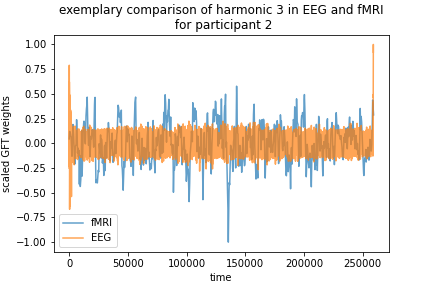 exemplary comparison of harmonic 3 in EEG and fMRI
for participant 2
1.00
0.75
0.50
0.25
0.00
−0.25
−0.50
−0.75
−1.00
scaled GFT weights
fMRI
EEG
0 50000 100000 150000 200000 250000
time